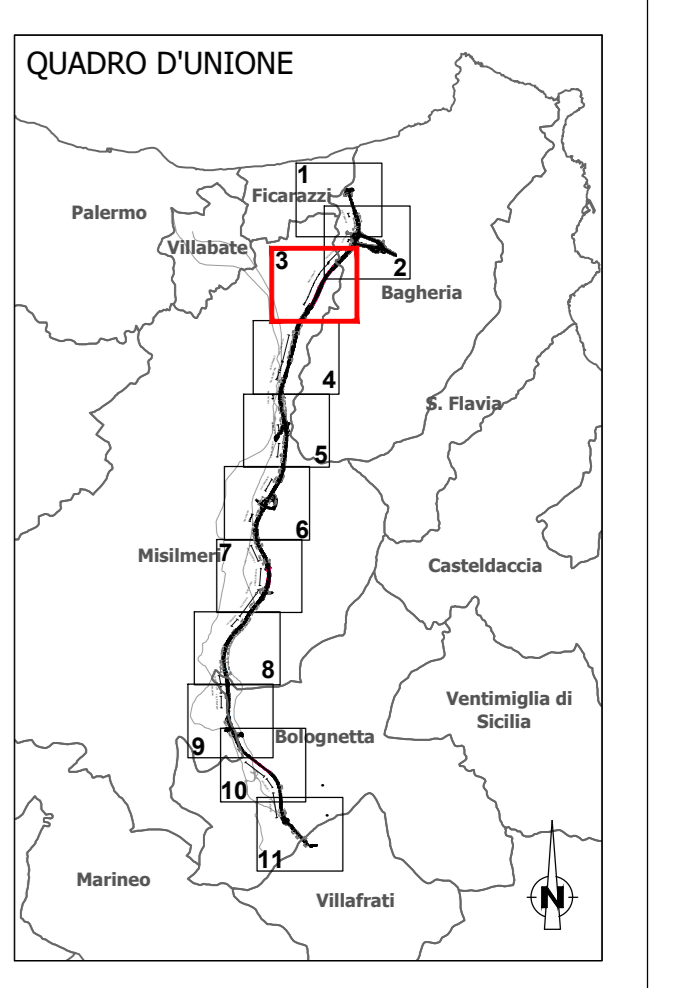 QUADRO D'UNIONE
1
Ficarazzi
Palermo
Villabate
3
2
Bagheria
4
S. Flavia
5
6
Misilmeri
7
Casteldaccia
8
Ventimiglia di
Sicilia
Bolognetta
9
10
11
Marineo
Villafrati
N